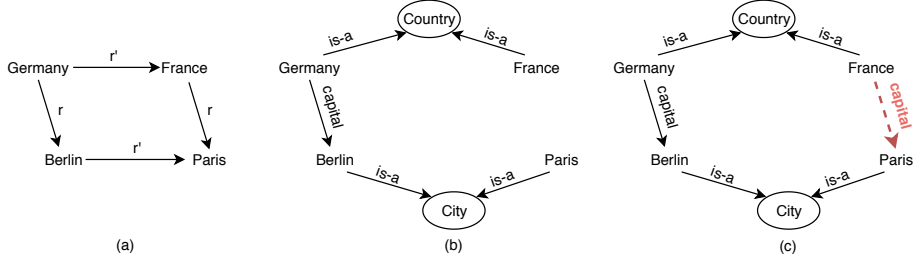 Germany
r'
France
r
r
Berlin
r'
Paris
(a)
Country
is-a
is-a
Germany
France
capital
Berlin
Paris
is-a
is-a
City
(b)
Country
is-a
is-a
Germany
France
capital
capital
Berlin
Paris
is-a
is-a
City
(c)